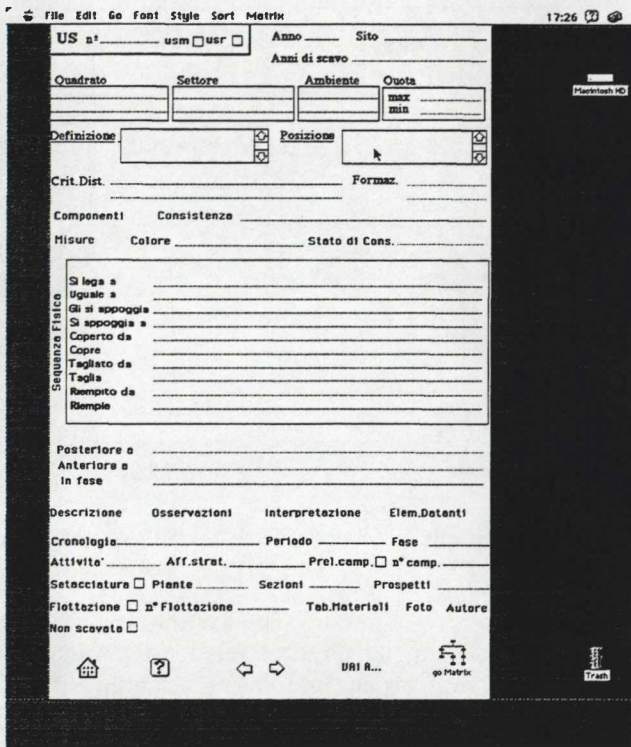 File Edit Go Font Style Sort Matrix 17:26
US n° usm usr Anno Sito
Anni di scavo
Macintosh HD
Quadrato Settore Ambiente Quota
max
min
Definizione Posizione
Crit.Dist. Formaz.
Componenti Consistenza
Misure Colore Stato di Cons.
Sequenza Fisica
Si lega a
Uguale a
Gli si appoggia
Si appoggia a
Coperto da
Copre
Tagliato da
Taglia
Riempito da
Riempie
Posteriore a
Anteriore a
In fase
Descrizione Osservazioni Interpretazione Elem.Datanti
Cronologia Periodo Fase
Attivita' Aff.strat. Prel.camp. n° camp.
Setacciatura Piante Sezioni Prospetti
Flottazione n° Flottazione Tab.Materiali Foto Autore
Non scavata
? VAI A... go Matrix
Trash